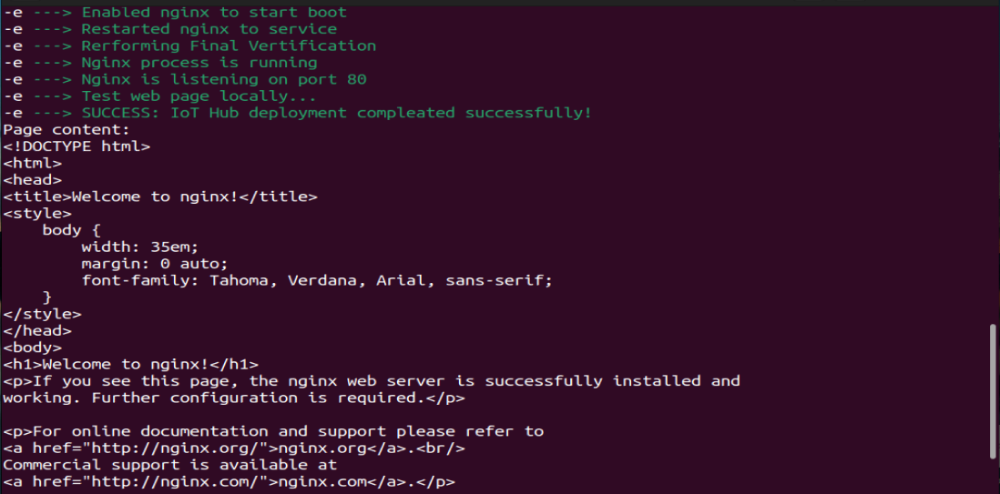 -e ---> Enabled nginx to start boot
-e ---> Restarted nginx to service
-e ---> Rerforming Final Vertification
-e ---> Nginx process is running
-e ---> Nginx is listening on port 80
-e ---> Test web page locally...
-e ---> SUCCESS: IoT Hub deployment compleated successfully!
Page content:
<!DOCTYPE html>
<html>
<head>
<title>Welcome to nginx!</title>
<style>
    body {
        width: 35em;
        margin: 0 auto;
        font-family: Tahoma, Verdana, Arial, sans-serif;
    }
</style>
</head>
<body>
<h1>Welcome to nginx!</h1>
<p>If you see this page, the nginx web server is successfully installed and
working. Further configuration is required.</p>

<p>For online documentation and support please refer to
<a href="http://nginx.org/">nginx.org</a>.<br/>
Commercial support is available at
<a href="http://nginx.com/">nginx.com</a>.</p>